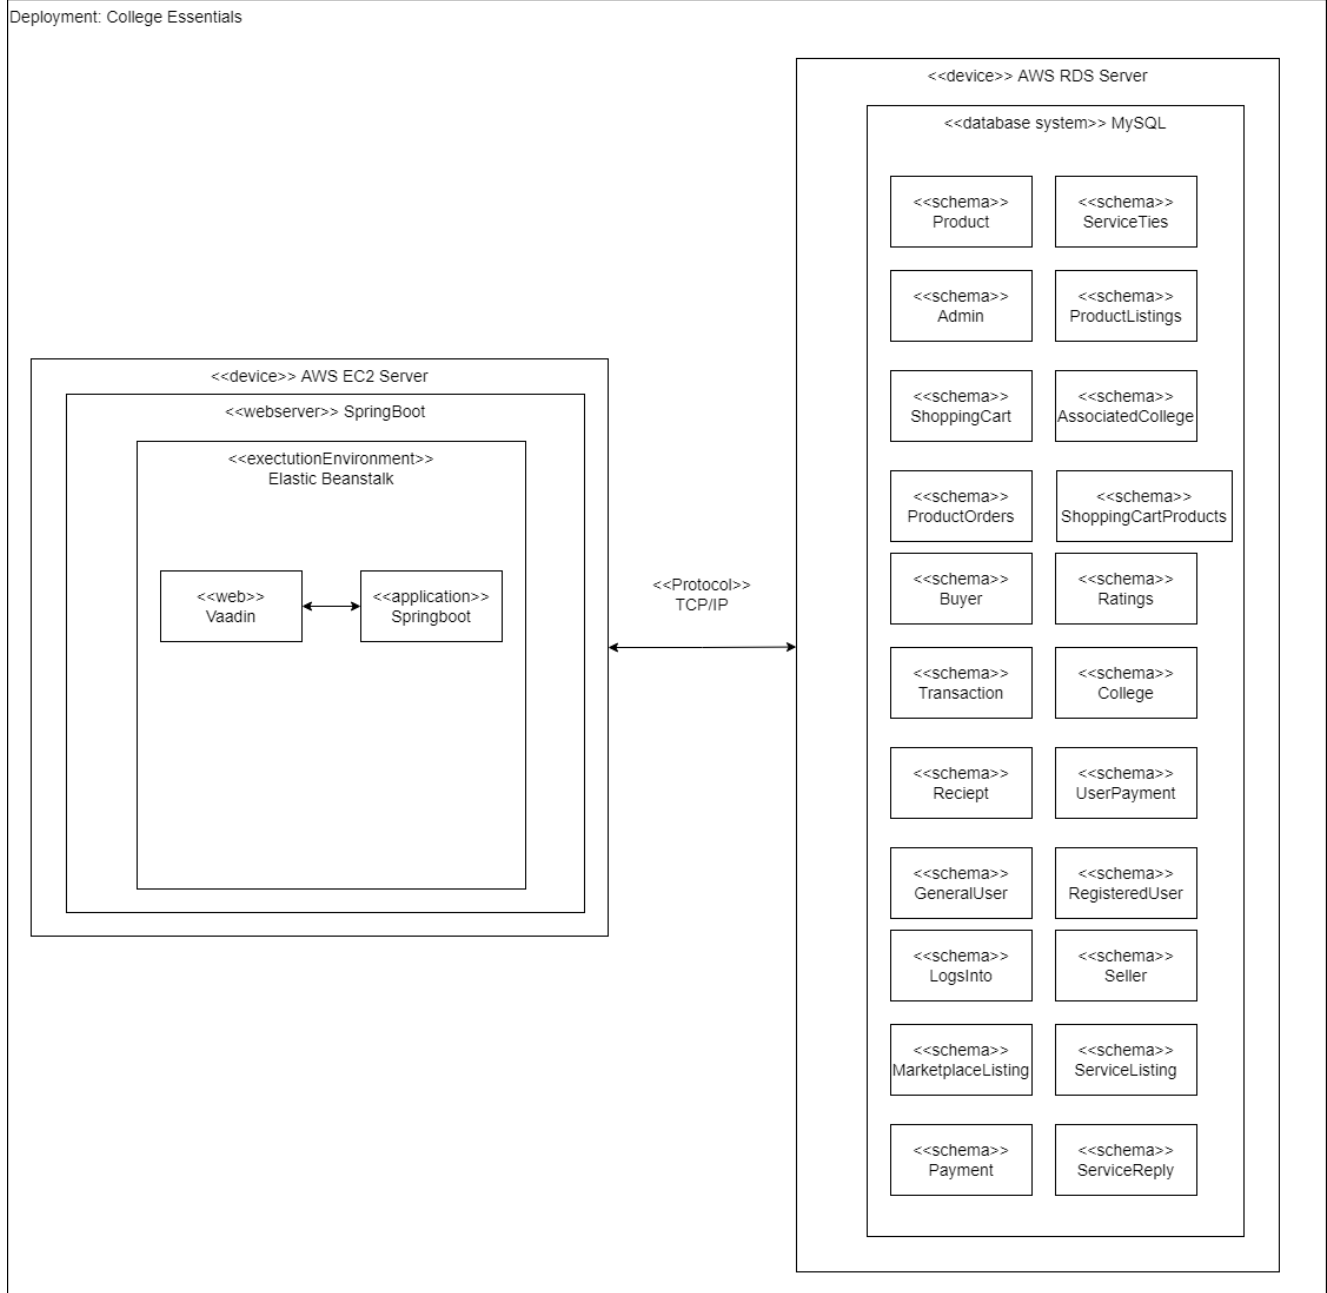 Deployment: College Essentials
<<device>> AWS EC2 Server
<<webserver>> SpringBoot
<<exectutionEnvironment>>
Elastic Beanstalk
<<web>>
Vaadin
<<application>>
Springboot
<<Protocol>>
TCP/IP
<<device>> AWS RDS Server
<<database system>> MySQL
<<schema>>
Product
<<schema>>
ServiceTies
<<schema>>
Admin
<<schema>>
ProductListings
<<schema>>
ShoppingCart
<<schema>>
AssociatedCollege
<<schema>>
ProductOrders
<<schema>>
ShoppingCartProducts
<<schema>>
Buyer
<<schema>>
Ratings
<<schema>>
Transaction
<<schema>>
College
<<schema>>
Reciept
<<schema>>
UserPayment
<<schema>>
GeneralUser
<<schema>>
RegisteredUser
<<schema>>
LogsInto
<<schema>>
Seller
<<schema>>
MarketplaceListing
<<schema>>
ServiceListing
<<schema>>
Payment
<<schema>>
ServiceReply